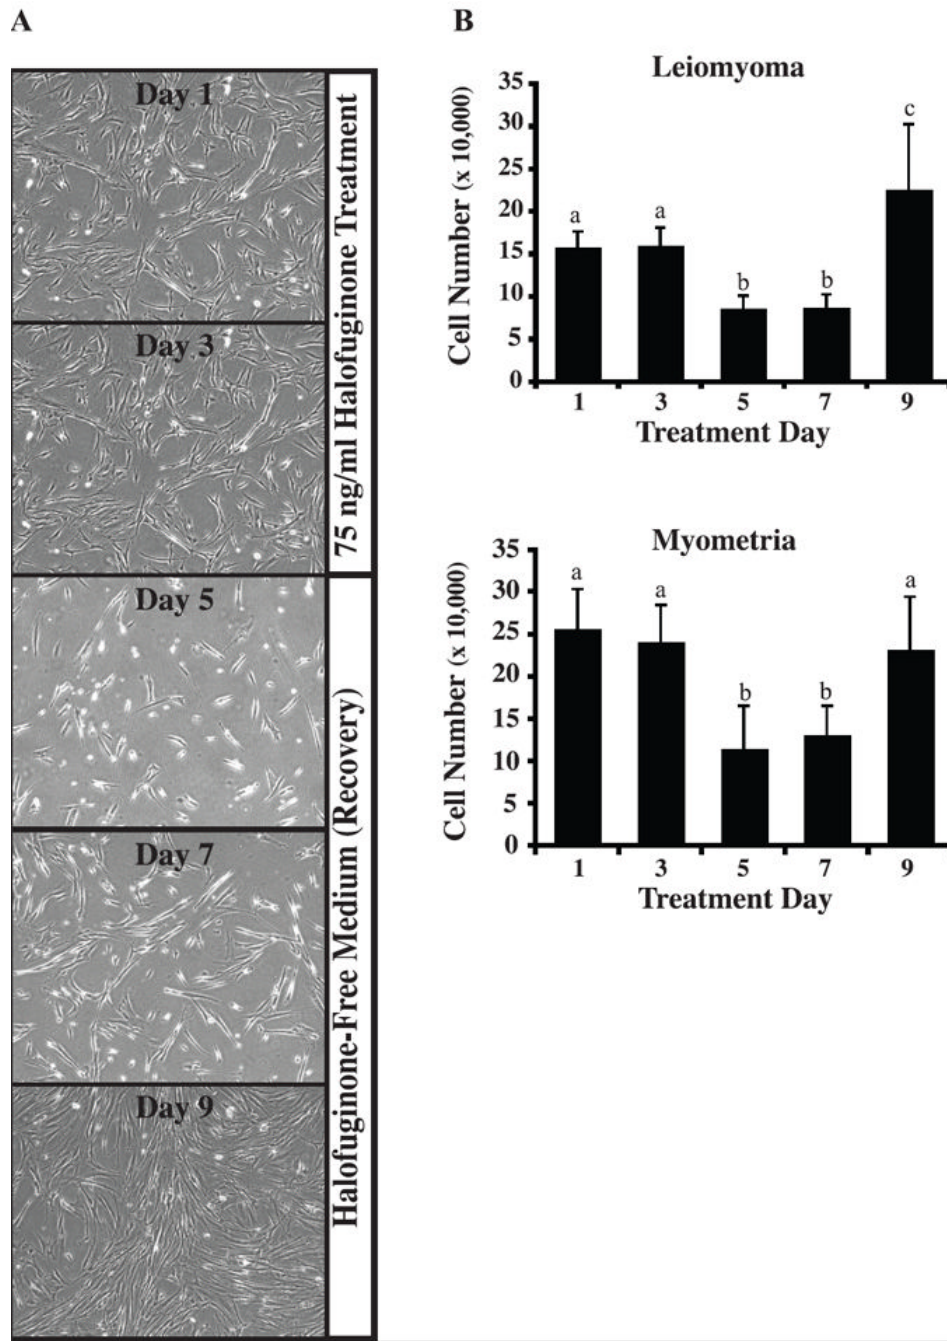 A
Day 1
Day 3
75 ng/ml Halofuginone Treatment
Day 5
Day 7
Day 9
Halofuginone-Free Medium (Recovery)
B
Leiomyoma
Cell Number (x 10,000)
35
30
25
20
15
10
5
0
a
a
b
b
c
1 3 5 7 9
Treatment Day
Myometria
Cell Number (x 10,000)
35
30
25
20
15
10
5
0
a
a
b
b
a
1 3 5 7 9
Treatment Day